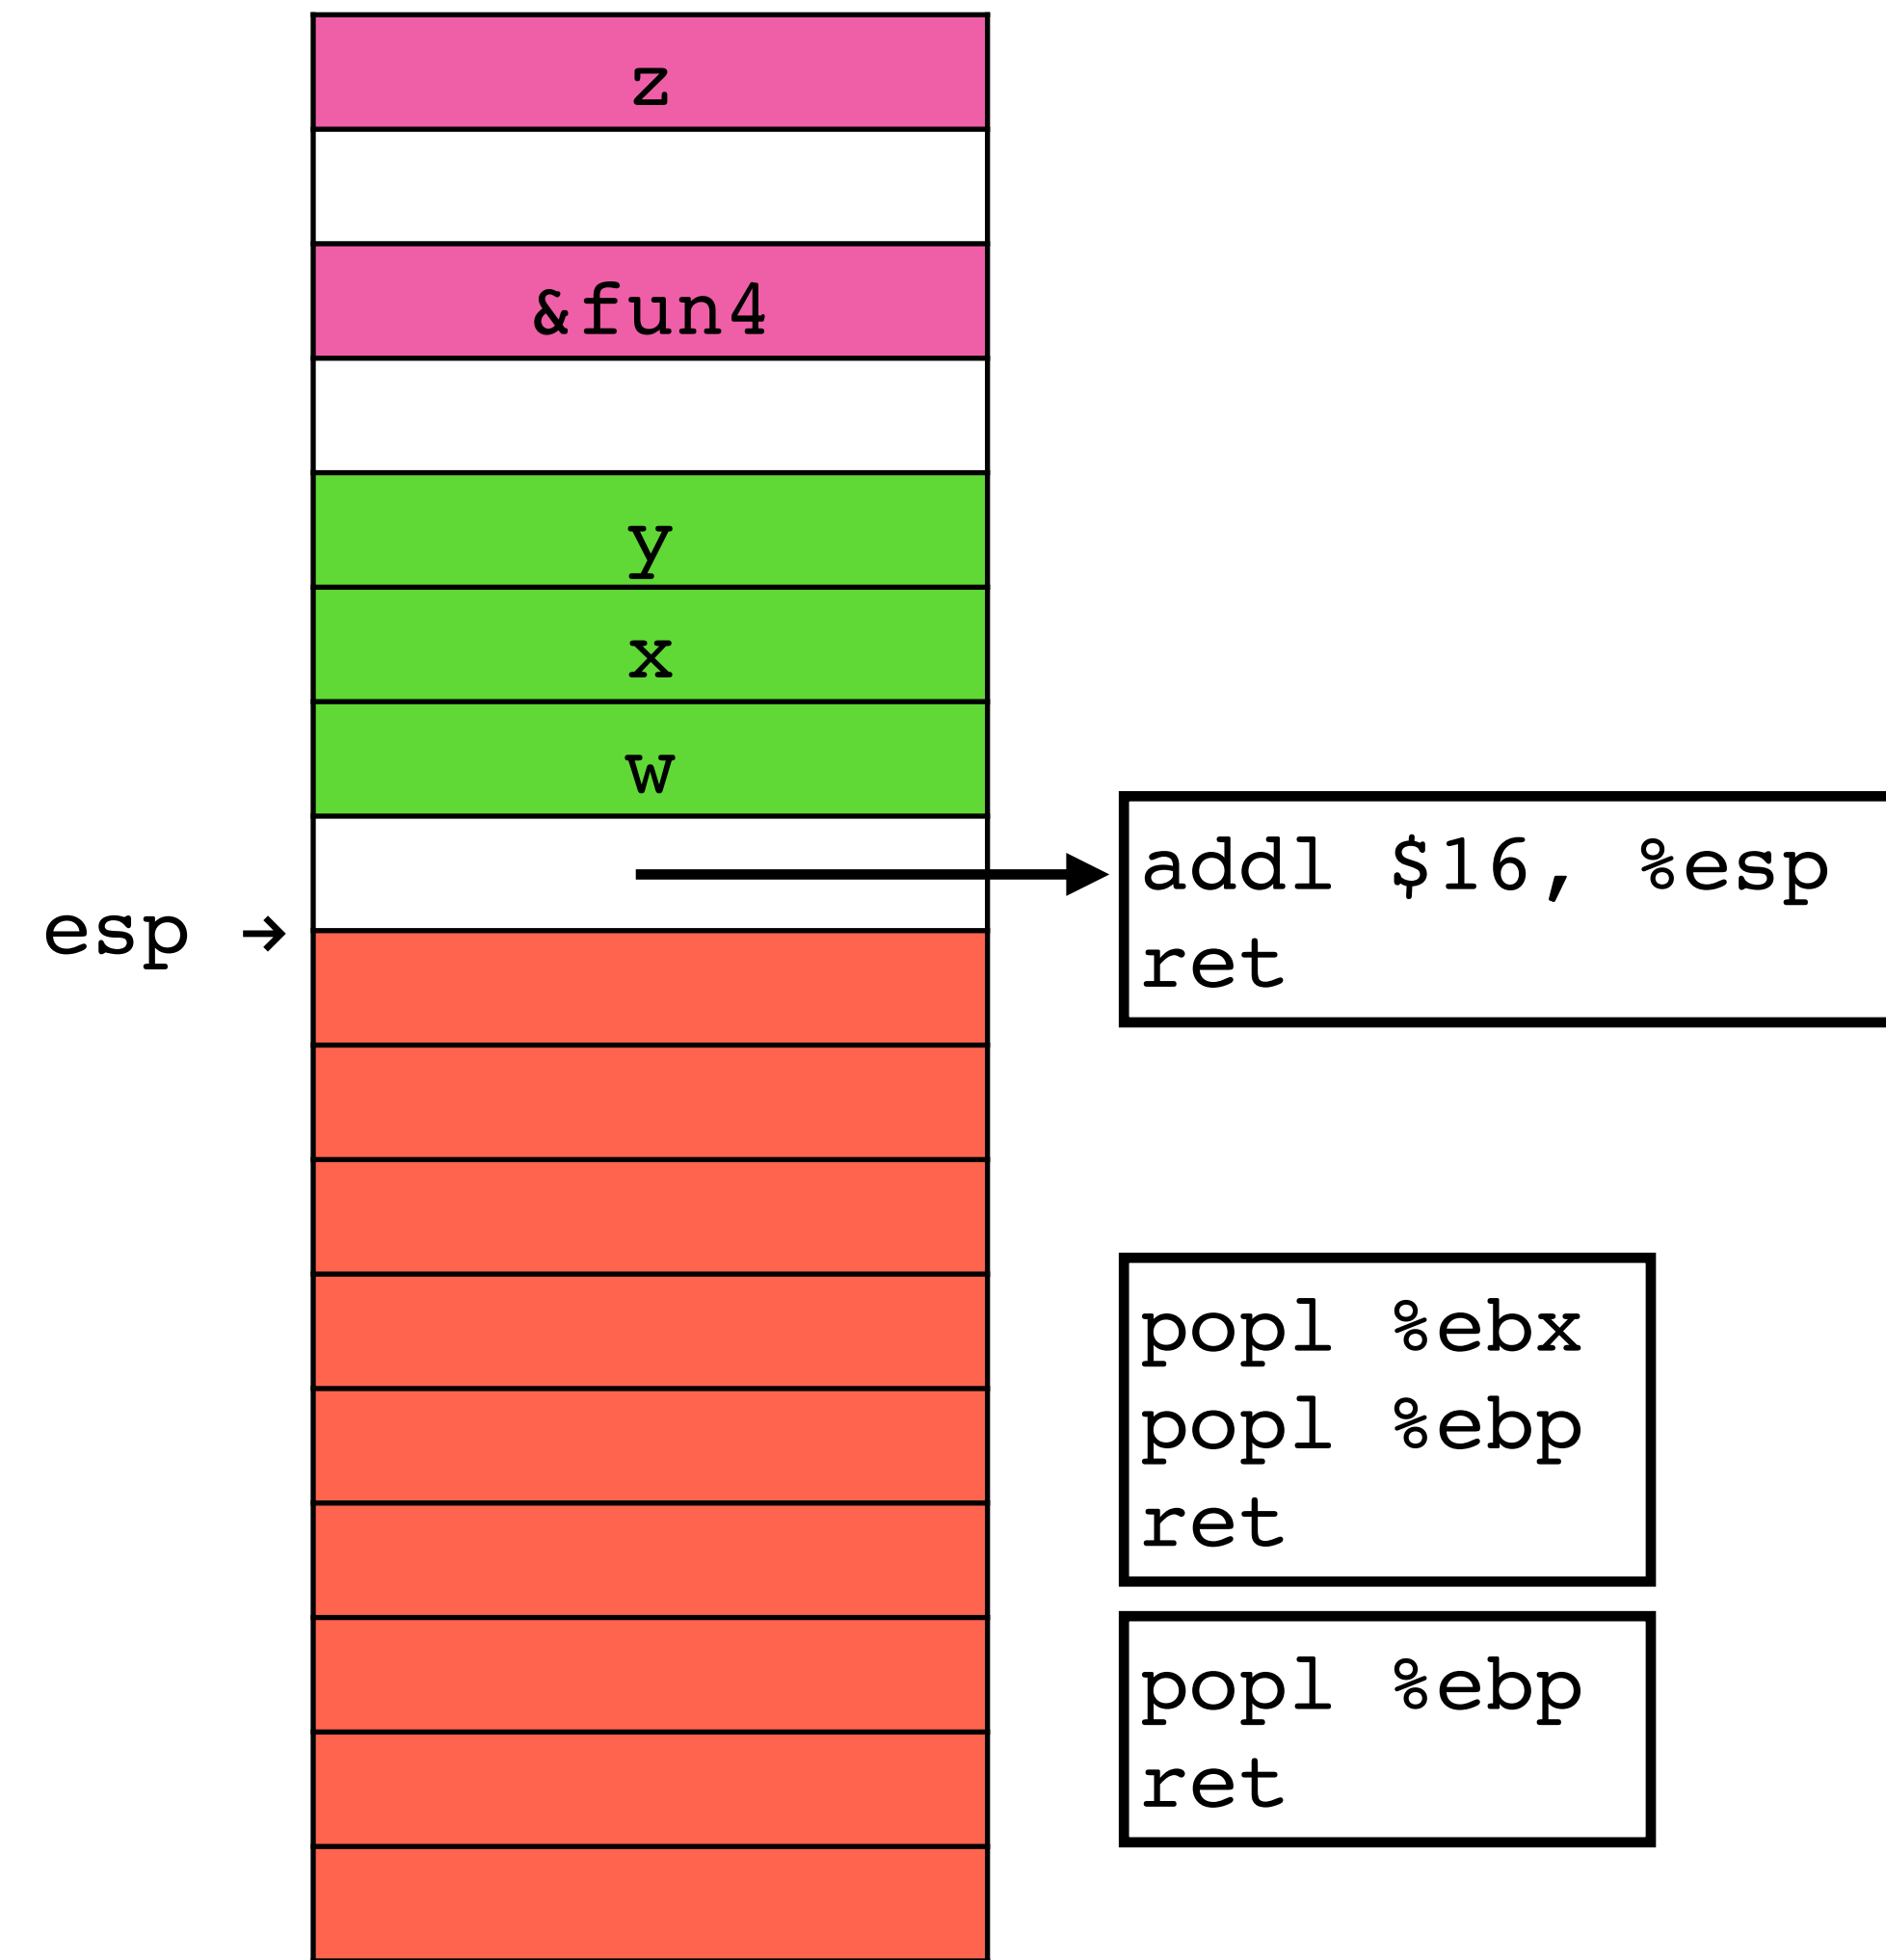 z
&fun4
y
x
w
esp →
addl $16, %esp
ret
popl %ebx
popl %ebp
ret
popl %ebp
ret